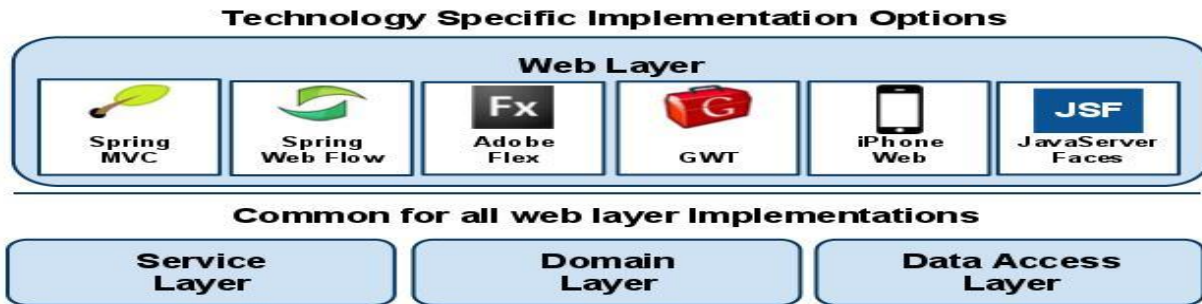 Technology Specific Implementation Options
Web Layer
Spring
MVC
Spring
Web Flow
Fx
Adobe
Flex
G
GWT
iPhone
Web
JSF
JavaServer
Faces
Common for all web layer Implementations
Service
Layer
Domain
Layer
Data Access
Layer